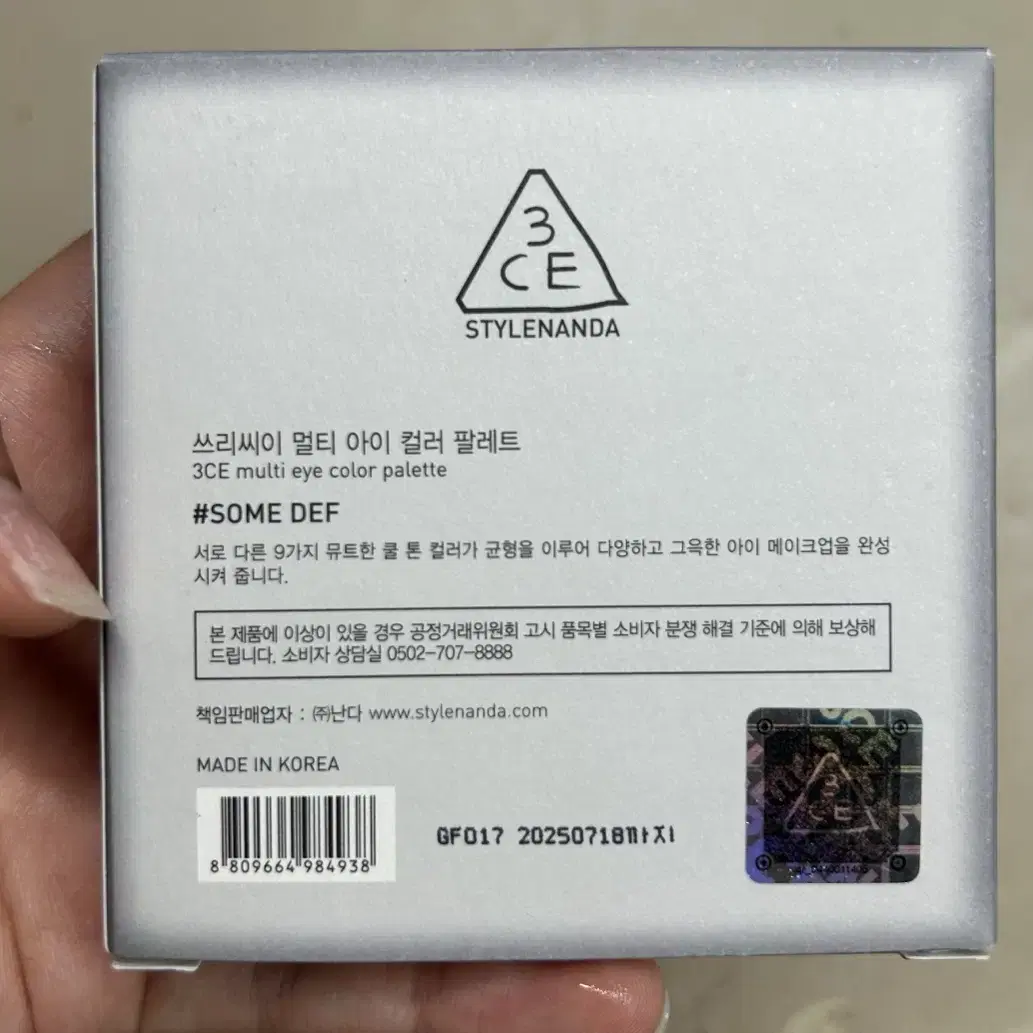 3
CE
STYLENANDA
쓰리씨이 멀티 아이 컬러 팔레트
3CE multi eye color palette
#SOME DEF
서로 다른 9가지 뮤트한 쿨 톤 컬러가 균형을 이루어 다양하고 그윽한 아이 메이크업을 완성
시켜 줍니다.
본 제품에 이상이 있을 경우 공정거래위원회 고시 품목별 소비자 분쟁 해결 기준에 의해 보상해
드립니다. 소비자 상담실 0502-707-8888
책임판매업자 : ㈜난다 www.stylenanda.com
MADE IN KOREA
GF017 20250718까지
8 809664 984938
3
CE